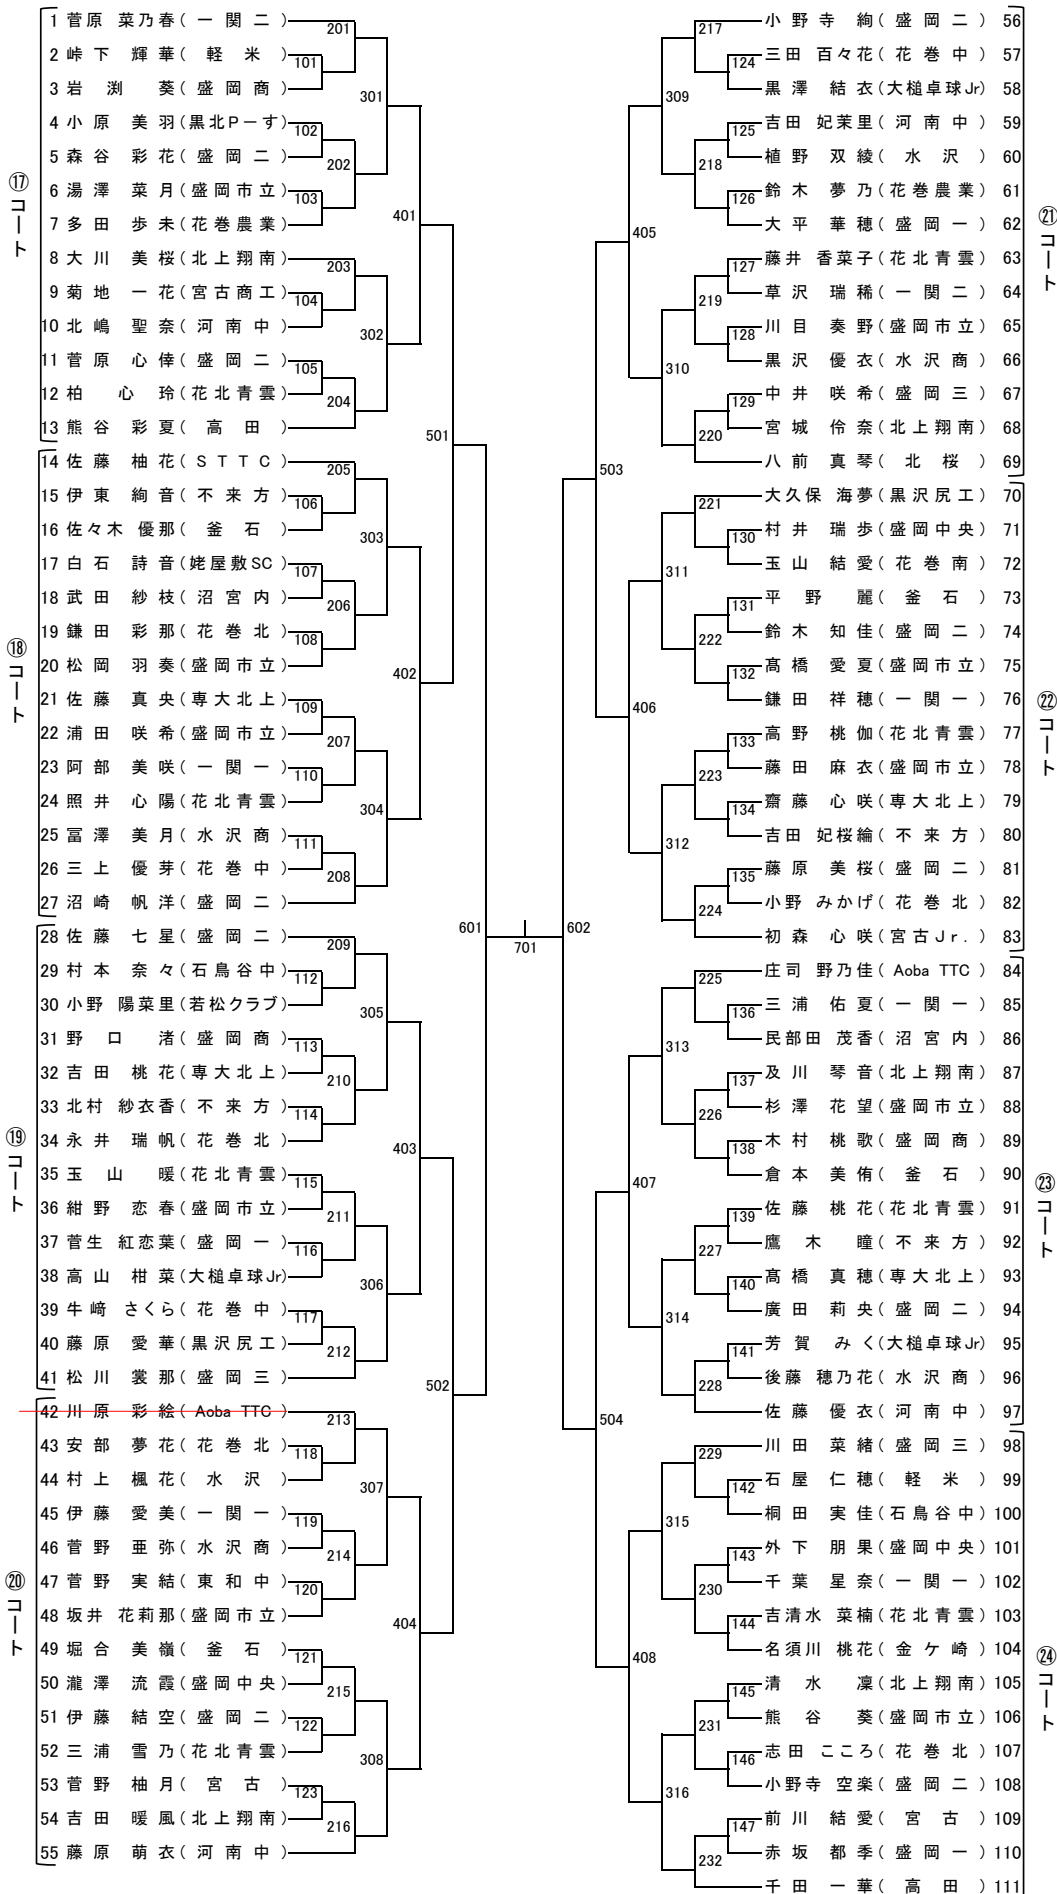 ⑰コート
1 菅原 菜乃春(一関二)
2 峠下 輝華(軽米)
3 岩渕 葵(盛岡商)
4 小原 美羽(黒北Pーす)
5 森谷 彩花(盛岡二)
6 湯澤 菜月(盛岡市立)
7 多田 歩未(花巻農業)
8 大川 美桜(北上翔南)
9 菊地 一花(宮古商工)
10 北嶋 聖奈(河南中)
11 菅原 心倖(盛岡二)
12 柏 心玲(花北青雲)
13 熊谷 彩夏(高田)
⑱コート
14 佐藤 柚花(STTC)
15 伊東 絢音(不来方)
16 佐々木 優那(釜石)
17 白石 詩音(姥屋敷SC)
18 武田 紗枝(沼宮内)
19 鎌田 彩那(花巻北)
20 松岡 羽奏(盛岡市立)
21 佐藤 真央(専大北上)
22 浦田 咲希(盛岡市立)
23 阿部 美咲(一関一)
24 照井 心陽(花北青雲)
25 冨澤 美月(水沢商)
26 三上 優芽(花巻中)
27 沼崎 帆洋(盛岡二)
⑲コート
28 佐藤 七星(盛岡二)
29 村本 奈々(石鳥谷中)
30 小野 陽菜里(若松クラブ)
31 野口 渚(盛岡商)
32 吉田 桃花(専大北上)
33 北村 紗衣香(不来方)
34 永井 瑞帆(花巻北)
35 玉山 暖(花北青雲)
36 紺野 恋春(盛岡市立)
37 菅生 紅恋葉(盛岡一)
38 高山 柑菜(大槌卓球Jr)
39 牛﨑 さくら(花巻中)
40 藤原 愛華(黒沢尻工)
41 松川 裳那(盛岡三)
⑳コート
42 川原 彩絵(Aoba TTC)
43 安部 夢花(花巻北)
44 村上 楓花(水沢)
45 伊藤 愛美(一関一)
46 菅野 亜弥(水沢商)
47 菅野 実結(東和中)
48 坂井 花莉那(盛岡市立)
49 堀合 美嶺(釜石)
50 瀧澤 流霞(盛岡中央)
51 伊藤 結空(盛岡二)
52 三浦 雪乃(花北青雲)
53 菅野 柚月(宮古)
54 吉田 暖風(北上翔南)
55 藤原 萌衣(河南中)
101
102
103
104
105
106
107
108
109
110
111
112
113
114
115
116
117
118
119
120
121
122
123
201
202
203
204
205
206
207
208
209
210
211
212
213
214
215
216
301
302
303
304
305
306
307
308
401
402
403
404
501
502
601
701
602
503
504
405
406
407
408
309
310
311
312
313
314
315
316
217
218
219
220
221
222
223
224
225
226
227
228
229
230
231
232
124
125
126
127
128
129
130
131
132
133
134
135
136
137
138
139
140
141
142
143
144
145
146
147
小野寺 絢(盛岡二) 56
三田 百々花(花巻中) 57
黒澤 結衣(大槌卓球Jr) 58
吉田 妃茉里(河南中) 59
植野 双綾(水沢) 60
鈴木 夢乃(花巻農業) 61
大平 華穂(盛岡一) 62
藤井 香菜子(花北青雲) 63
草沢 瑞稀(一関二) 64
川目 奏野(盛岡市立) 65
黒沢 優衣(水沢商) 66
中井 咲希(盛岡三) 67
宮城 伶奈(北上翔南) 68
八前 真琴(北桜) 69
㉑コート
大久保 海夢(黒沢尻工) 70
村井 瑞歩(盛岡中央) 71
玉山 結愛(花巻南) 72
平野 麗(釜石) 73
鈴木 知佳(盛岡二) 74
髙橋 愛夏(盛岡市立) 75
鎌田 祥穂(一関一) 76
高野 桃伽(花北青雲) 77
藤田 麻衣(盛岡市立) 78
齋藤 心咲(専大北上) 79
吉田 妃桜綸(不来方) 80
藤原 美桜(盛岡二) 81
小野 みかげ(花巻北) 82
初森 心咲(宮古Jr.) 83
㉒コート
庄司 野乃佳(Aoba TTC) 84
三浦 佑夏(一関一) 85
民部田 茂香(沼宮内) 86
及川 琴音(北上翔南) 87
杉澤 花望(盛岡市立) 88
木村 桃歌(盛岡商) 89
倉本 美侑(釜石) 90
佐藤 桃花(花北青雲) 91
鷹木 瞳(不来方) 92
髙橋 真穂(専大北上) 93
廣田 莉央(盛岡二) 94
芳賀 みく(大槌卓球Jr) 95
後藤 穂乃花(水沢商) 96
佐藤 優衣(河南中) 97
㉓コート
川田 菜緒(盛岡三) 98
石屋 仁穂(軽米) 99
桐田 実佳(石鳥谷中) 100
外下 朋果(盛岡中央) 101
千葉 星奈(一関一) 102
吉清水 菜楠(花北青雲) 103
名須川 桃花(金ケ崎) 104
清水 凜(北上翔南) 105
熊谷 葵(盛岡市立) 106
志田 こころ(花巻北) 107
小野寺 空楽(盛岡二) 108
前川 結愛(宮古) 109
赤坂 都季(盛岡一) 110
千田 一華(高田) 111
㉔コート